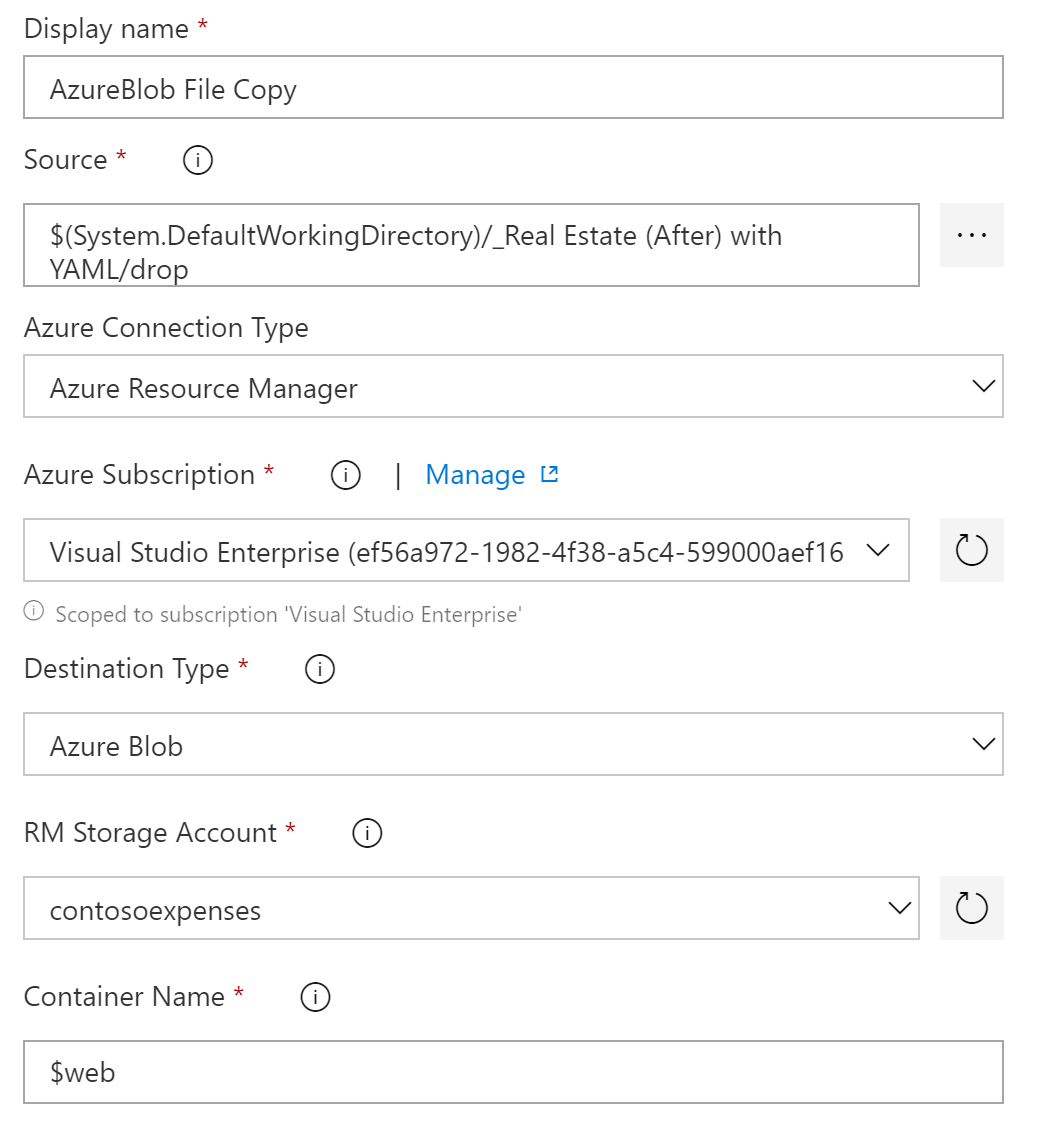 Display name *
AzureBlob File Copy
Source *
$(System.DefaultWorkingDirectory)/_Real Estate (After) with
YAML/drop
Azure Connection Type
Azure Resource Manager
Azure Subscription * | Manage
Visual Studio Enterprise (ef56a972-1982-4f38-a5c4-599000aef16
Scoped to subscription 'Visual Studio Enterprise'
Destination Type *
Azure Blob
RM Storage Account *
contosoexpenses
Container Name *
$web